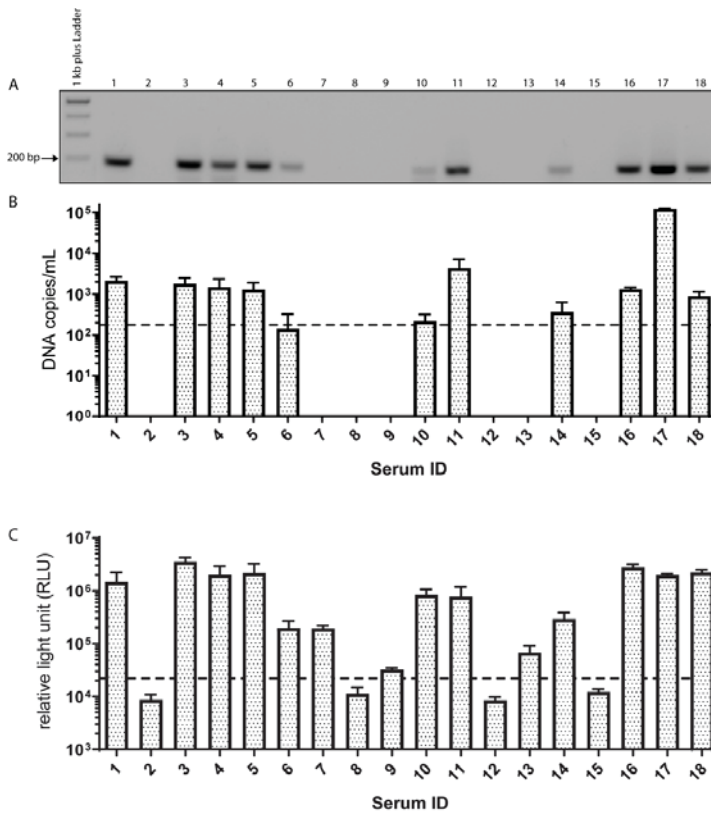 1 kb plus Ladder
A
1 2 3 4 5 6 7 8 9 10 11 12 13 14 15 16 17 18
200 bp
B
DNA copies/mL
10⁵
10⁴
10³
10²
10¹
10⁰
1 2 3 4 5 6 7 8 9 10 11 12 13 14 15 16 17 18
Serum ID
C
relative light unit (RLU)
10⁷
10⁶
10⁵
10⁴
10³
1 2 3 4 5 6 7 8 9 10 11 12 13 14 15 16 17 18
Serum ID